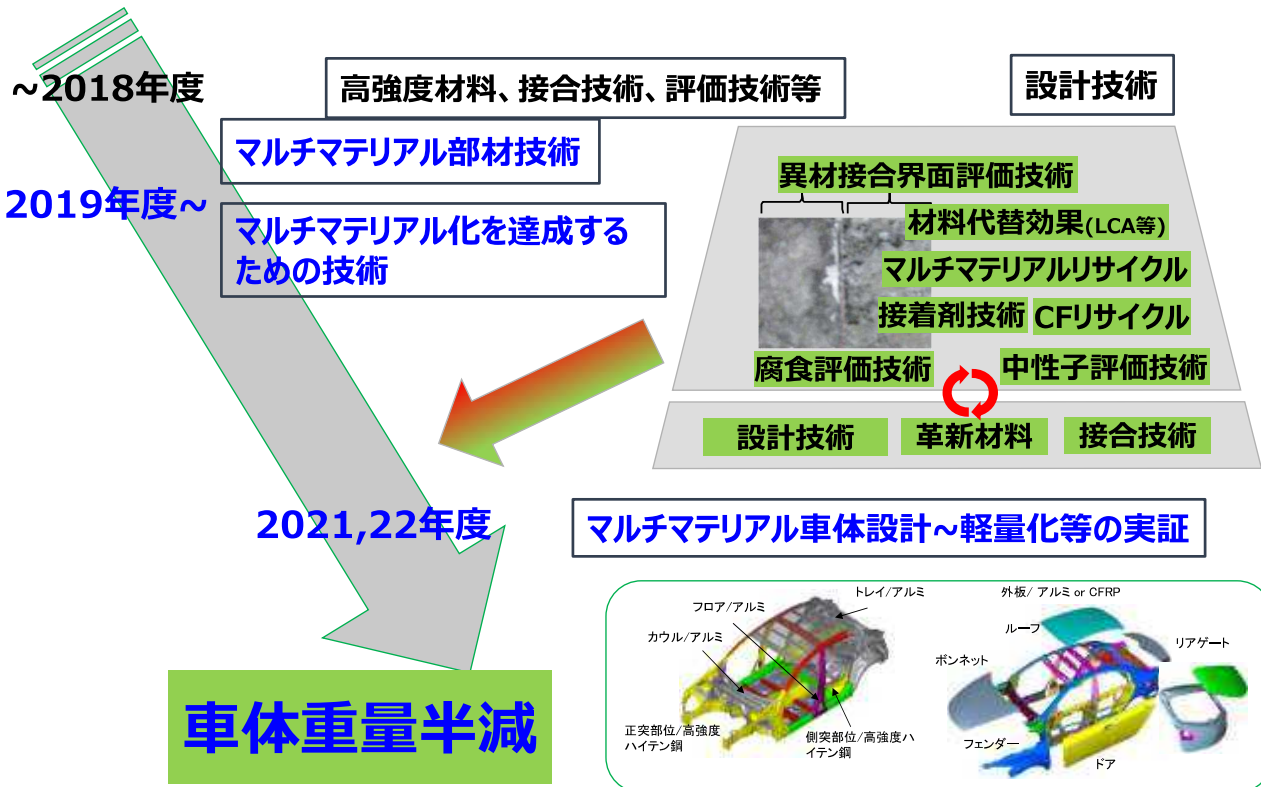 ~2018年度
高強度材料、接合技術、評価技術等
設計技術
マルチマテリアル部材技術
2019年度~
マルチマテリアル化を達成する
ための技術
異材接合界面評価技術
材料代替効果(LCA等)
マルチマテリアルリサイクル
接着剤技術
CFリサイクル
腐食評価技術
中性子評価技術
設計技術
革新材料
接合技術
2021,22年度
マルチマテリアル車体設計~軽量化等の実証
トレイ/アルミ
フロア/アルミ
カウル/アルミ
正突部位/高強度
ハイテン鋼
側突部位/高強度ハ
イテン鋼
外板/ アルミ or CFRP
ルーフ
リアゲート
ボンネット
フェンダー
ドア
車体重量半減